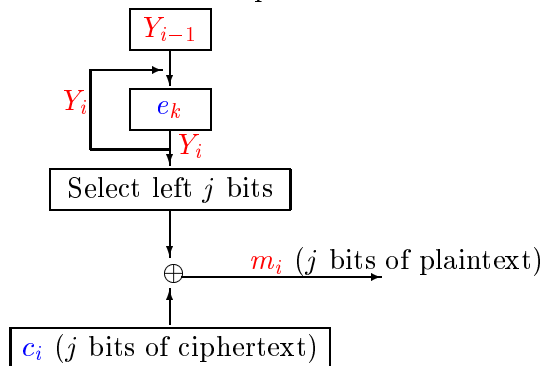 Y_{i−1}
Y_i
e_k
Y_i
Select left j bits
⊕
m_i (j bits of plaintext)
c_i (j bits of ciphertext)